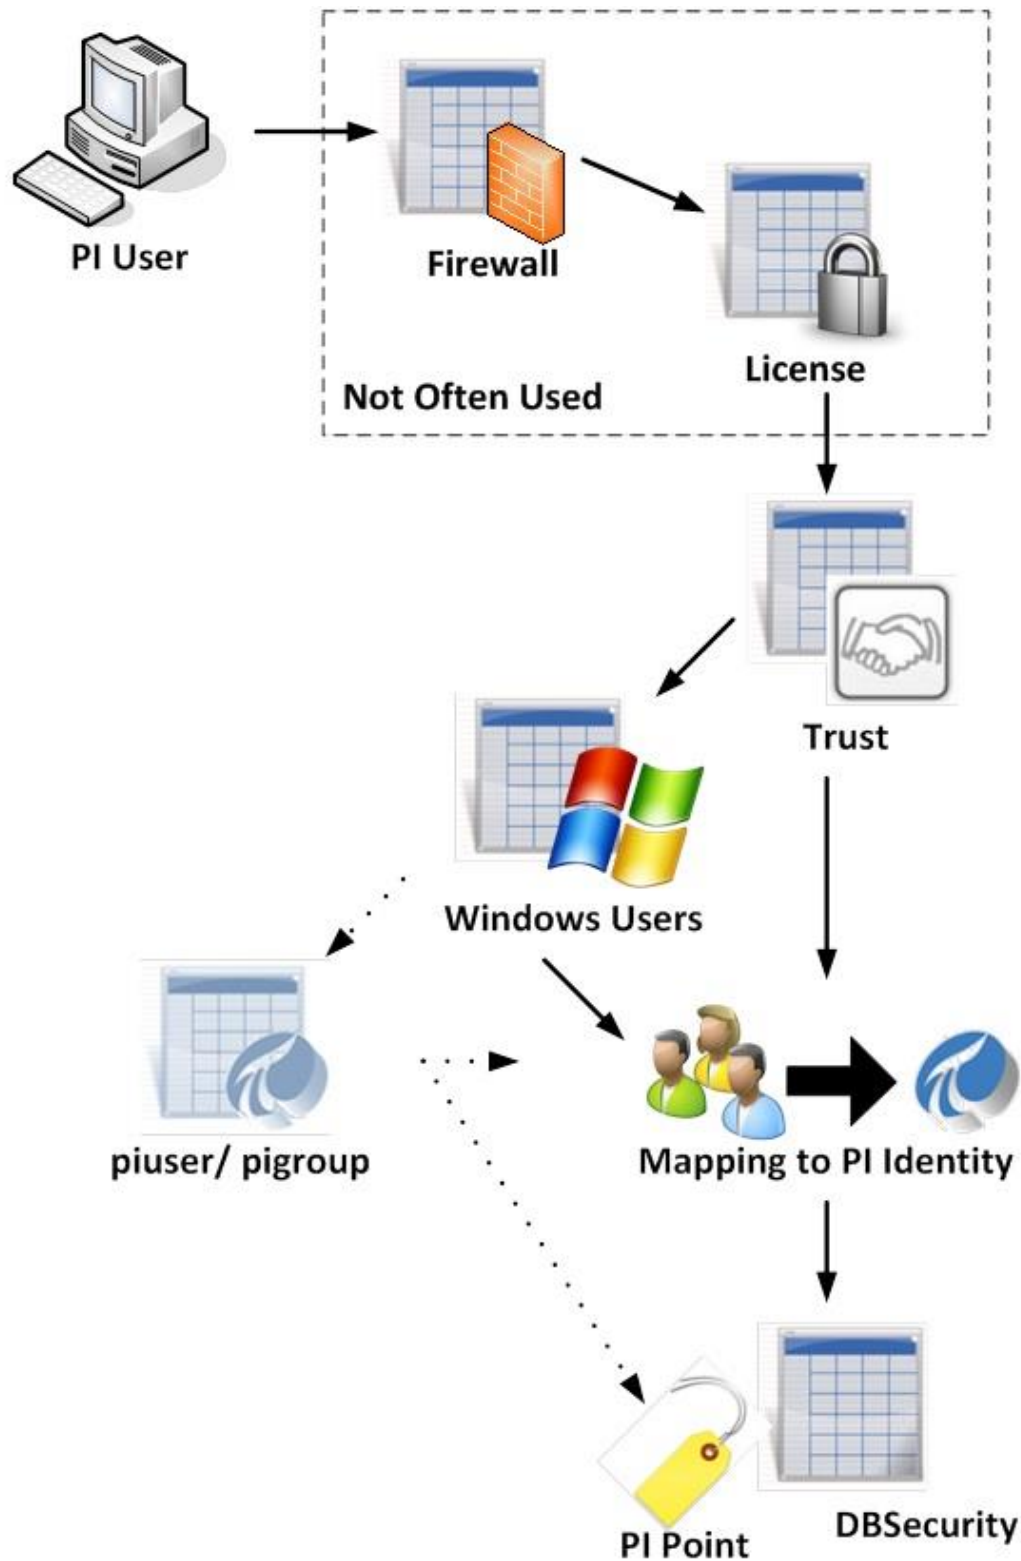 PI User
Firewall
License
Not Often Used
Trust
Windows Users
piuser/ pigroup
Mapping to PI Identity
PI Point
DBSecurity